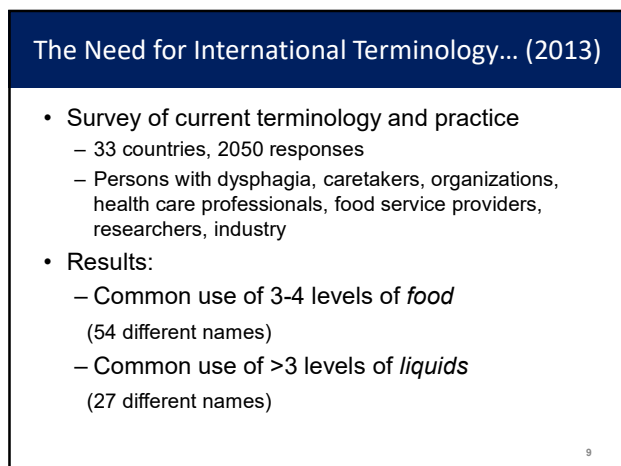 The Need for International Terminology... (2013)
• Survey of current terminology and practice
– 33 countries, 2050 responses
– Persons with dysphagia, caretakers, organizations,
health care professionals, food service providers,
researchers, industry
• Results:
– Common use of 3-4 levels of food
(54 different names)
– Common use of >3 levels of liquids
(27 different names)
9